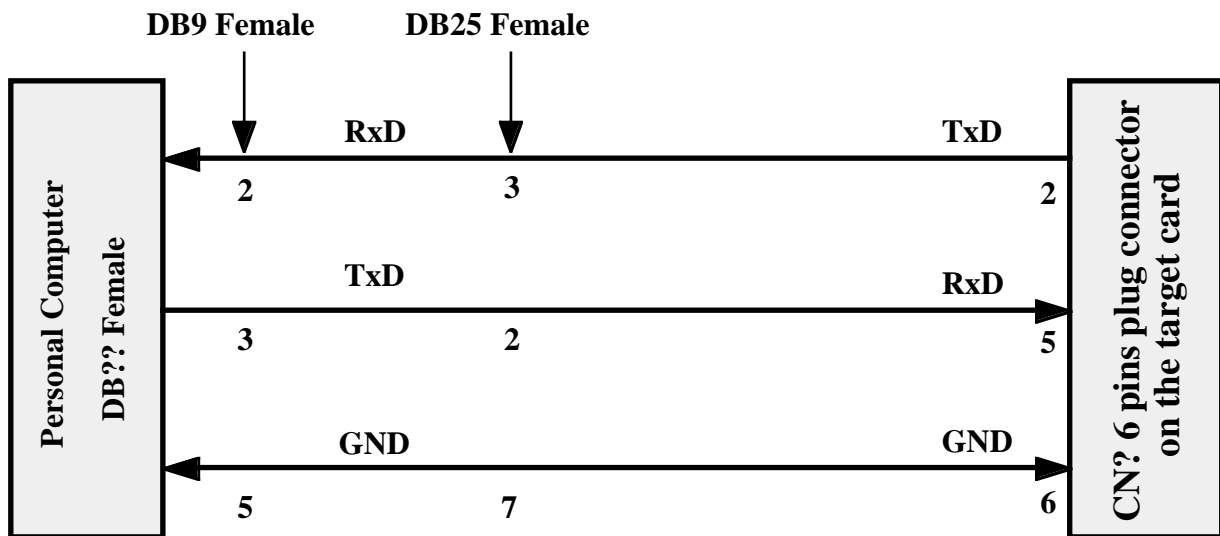 DB9 Female
DB25 Female
Personal Computer
DB?? Female
RxD
TxD
2
3
2
TxD
RxD
3
2
5
GND
GND
5
7
6
CN? 6 pins plug connector
on the target card